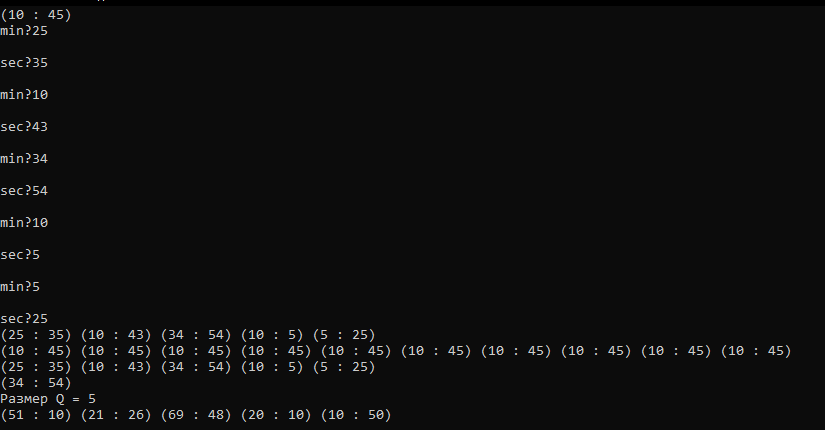 (10 : 45)
min?25
sec?35
min?10
sec?43
min?34
sec?54
min?10
sec?5
min?5
sec?25
(25 : 35) (10 : 43) (34 : 54) (10 : 5) (5 : 25)
(10 : 45) (10 : 45) (10 : 45) (10 : 45) (10 : 45) (10 : 45) (10 : 45) (10 : 45) (10 : 45) (10 : 45)
(25 : 35) (10 : 43) (34 : 54) (10 : 5) (5 : 25)
(34 : 54)
Размер Q = 5
(51 : 10) (21 : 26) (69 : 48) (20 : 10) (10 : 50)